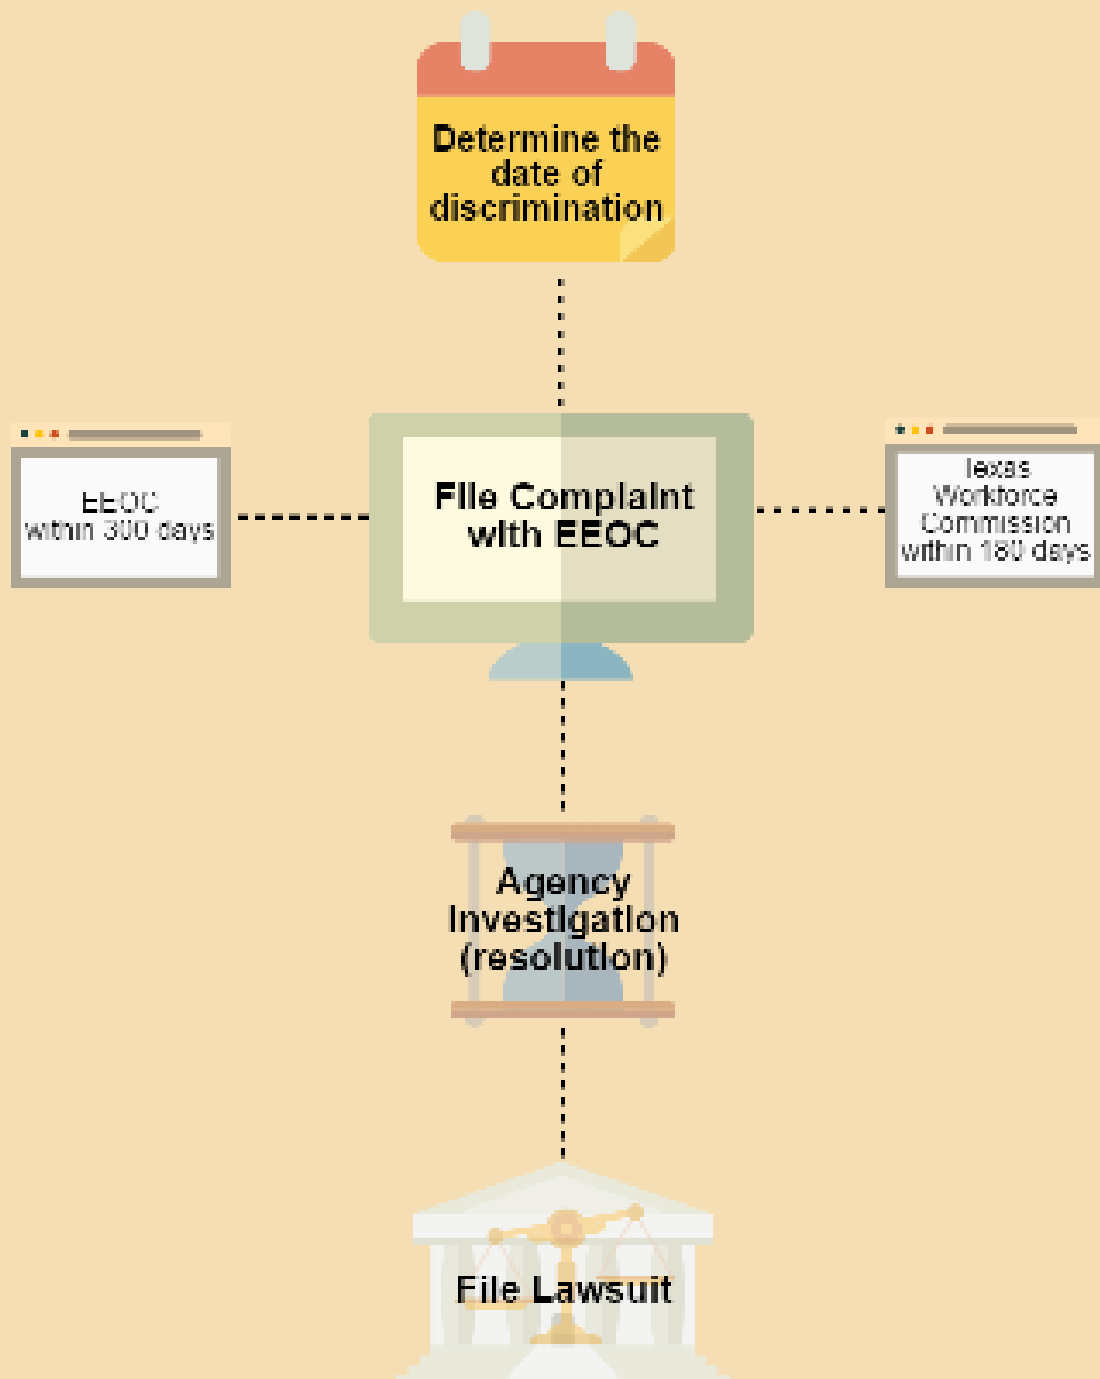 Determine the
date of
discrimination
EEOC
within 300 days
File Complaint
with EEOC
Texas
Workforce
Commission
within 180 days
Agency
Investigation
(resolution)
File Lawsuit